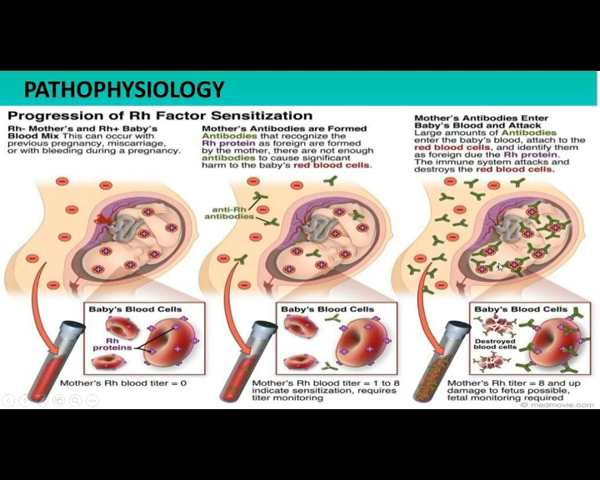 PATHOPHYSIOLOGY
Progression of Rh Factor Sensitization
Rh- Mother's and Rh+ Baby's
Blood Mix This can occur with
previous pregnancy, miscarriage,
or with bleeding during a pregnancy.
Mother's Antibodies are Formed
Antibodies that recognize the
Rh protein as foreign are formed
by the mother, there are not enough
antibodies to cause significant
harm to the baby's red blood cells.
Mother's Antibodies Enter
Baby's Blood and Attack
Large amounts of Antibodies
enter the baby's blood, attach to the
red blood cells, and identify them
as foreign due the Rh protein.
The immune system attacks and
destroys the red blood cells.
anti-Rh
antibodies
Baby's Blood Cells
Rh
proteins
Mother's Rh blood titer = 0
Baby's Blood Cells
Mother's Rh blood titer = 1 to 8
indicate sensitization, requires
titer monitoring
Baby's Blood Cells
Destroyed
blood cells
Mother's Rh titer = 8 and up
damage to fetus possible,
fetal monitoring required
© medmovie.com